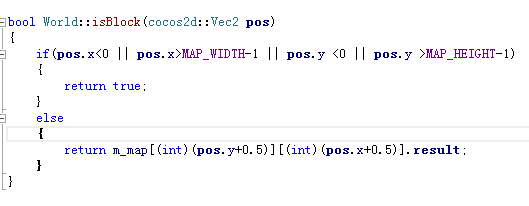 bool World::isBlock(cocos2d::Vec2 pos)
{
if(pos.x<0 || pos.x>MAP_WIDTH-1 || pos.y <0 || pos.y >MAP_HEIGHT-1)
{
return true;
}
else
{
return m_map[(int)(pos.y+0.5)][(int)(pos.x+0.5)].result;
}
}